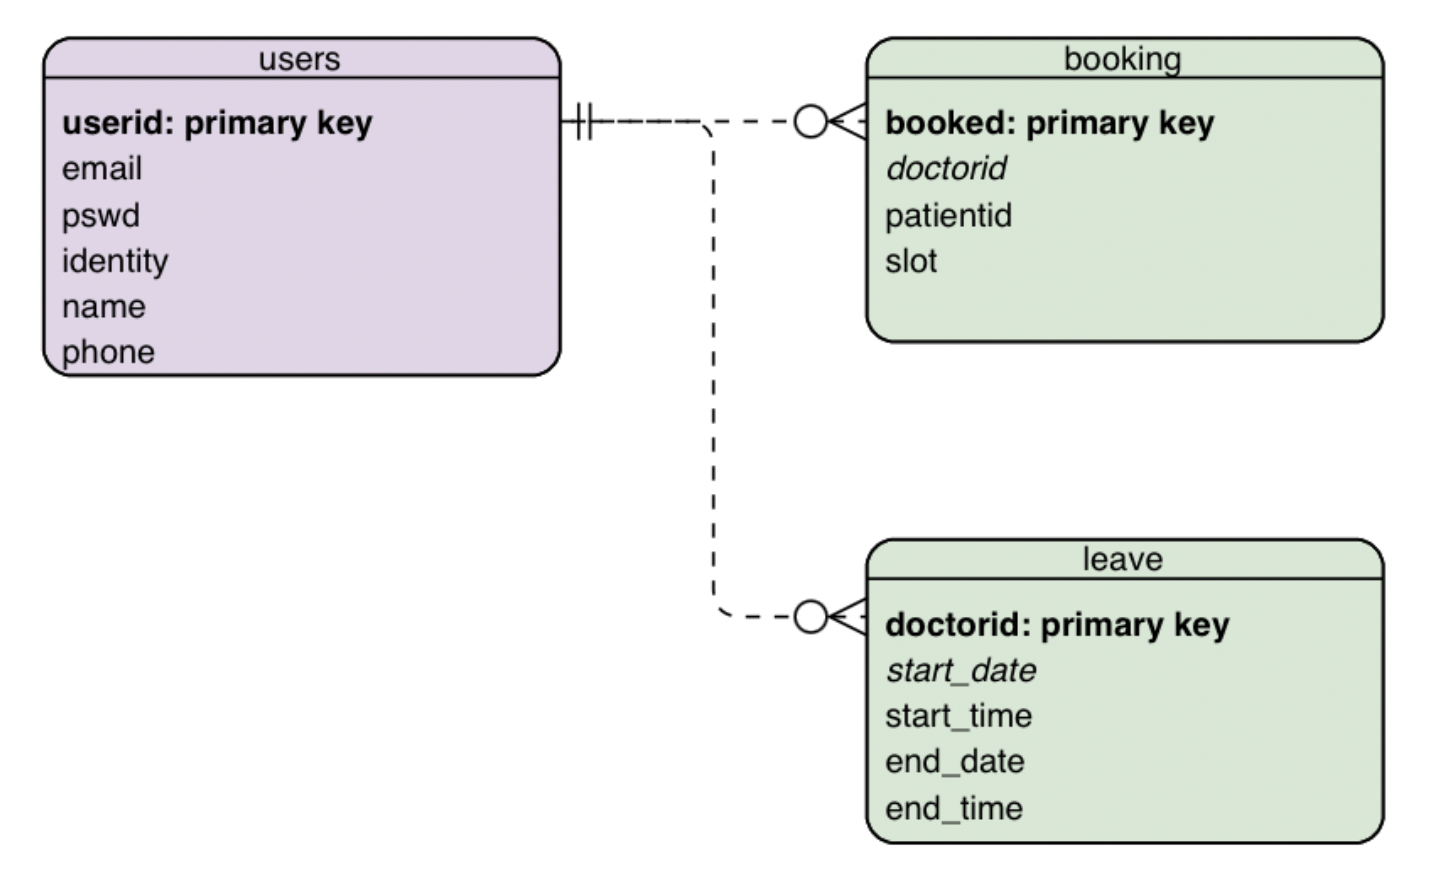 users
userid: primary key
email
pswd
identity
name
phone
booking
booked: primary key
doctorid
patientid
slot
leave
doctorid: primary key
start_date
start_time
end_date
end_time